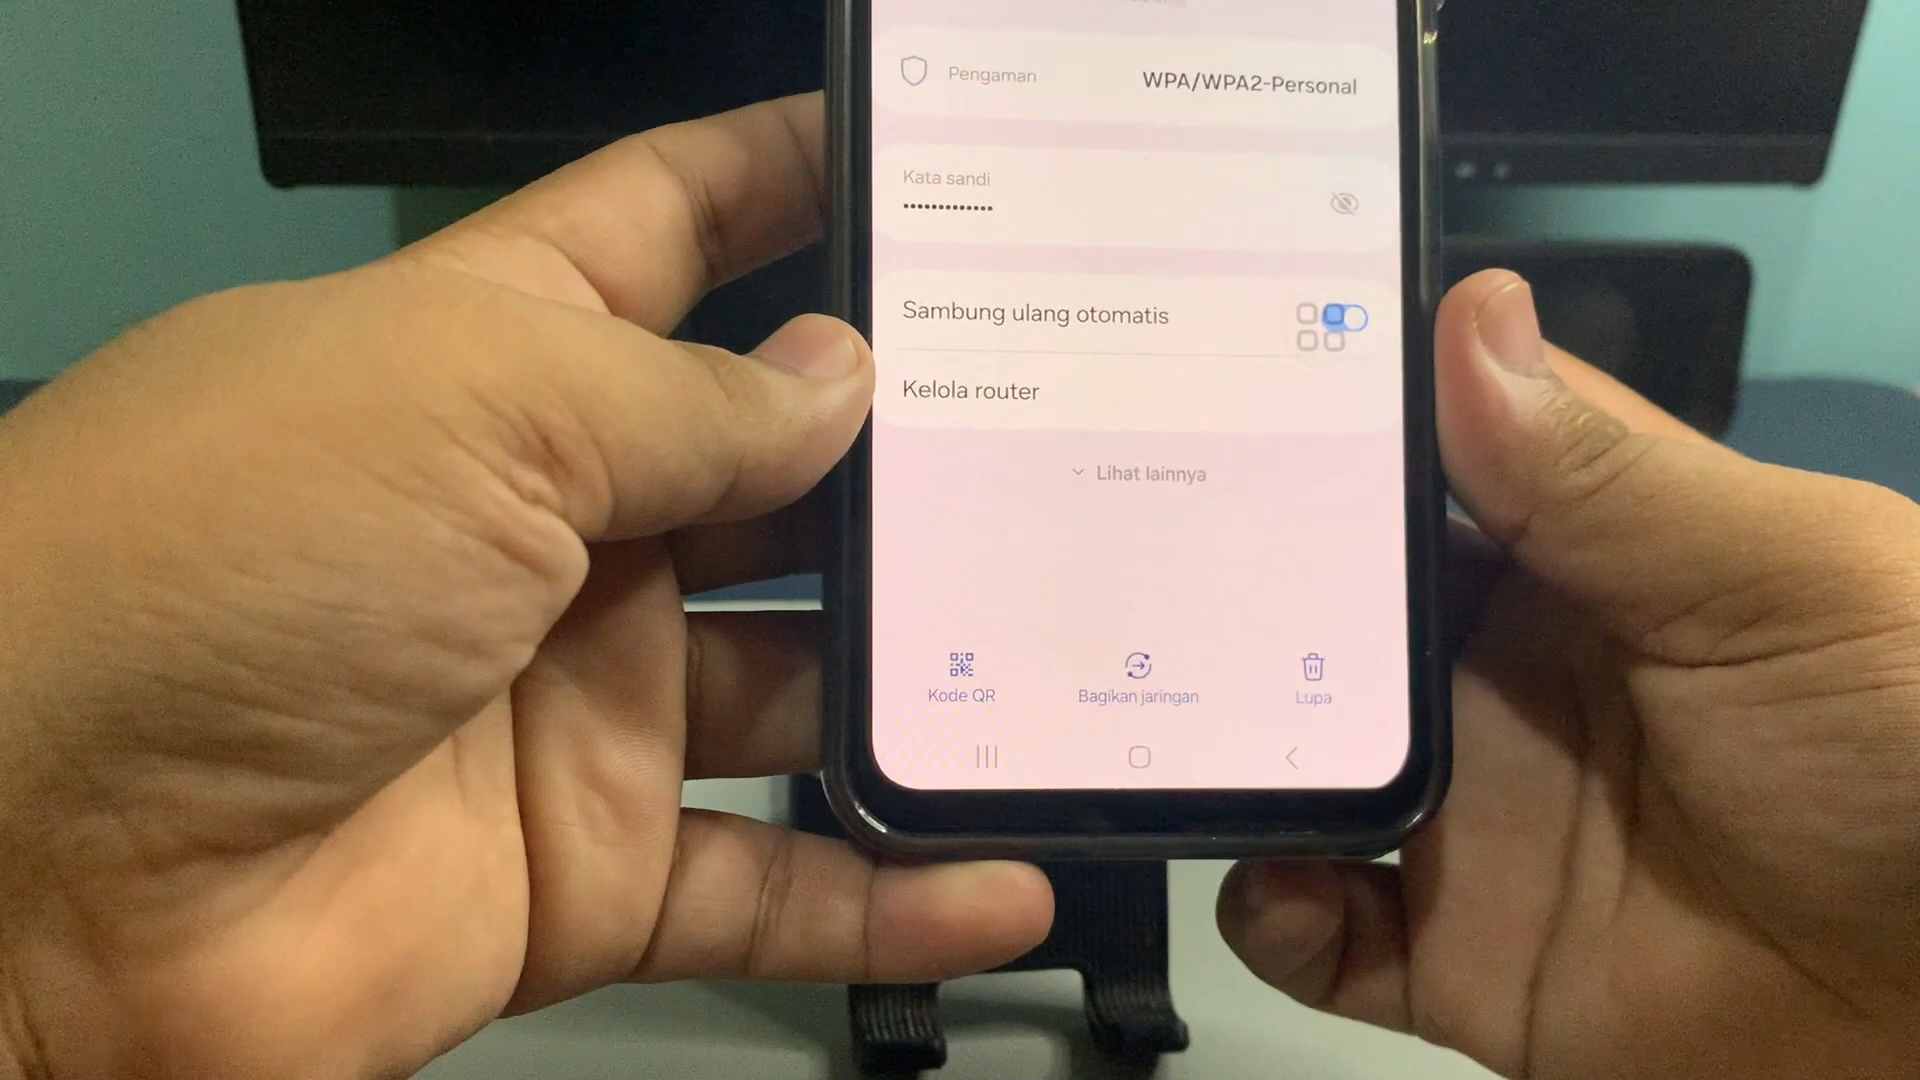 Pengaman
WPA/WPA2-Personal
Kata sandi
•••••••••••••
Sambung ulang otomatis
Kelola router
Lihat lainnya
Kode QR
Bagikan jaringan
Lupa